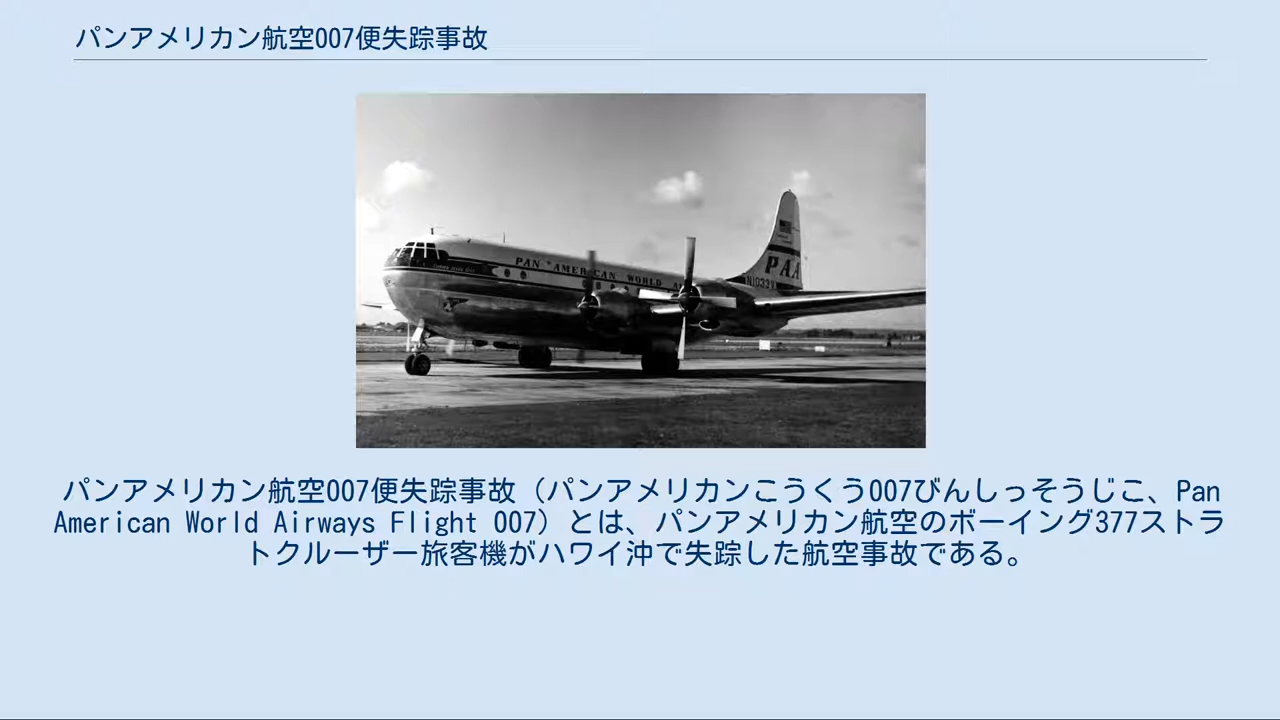 パンアメリカン航空007便失踪事故
PAN AMERICAN WORLD
PAA
パンアメリカン航空007便失踪事故（パンアメリカンこうくう007びんしっそうじこ、Pan
American World Airways Flight 007）とは、パンアメリカン航空のボーイング377ストラ
トクルーザー旅客機がハワイ沖で失踪した航空事故である。